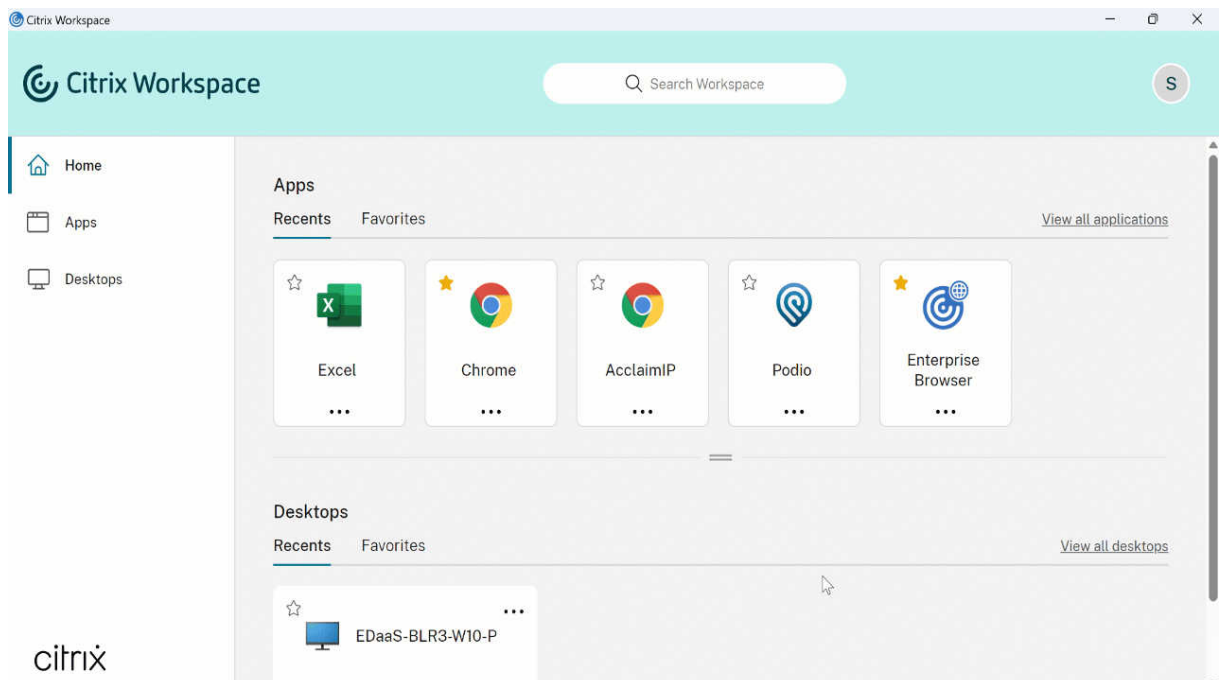 Citrix Workspace
Citrix Workspace
Search Workspace
S
Home
Apps
Desktops
Apps
Recents Favorites View all applications
X
Excel Chrome AcclaimIP Podio Enterprise Browser
Desktops
Recents Favorites View all desktops
EDaaS-BLR3-W10-P
citrix